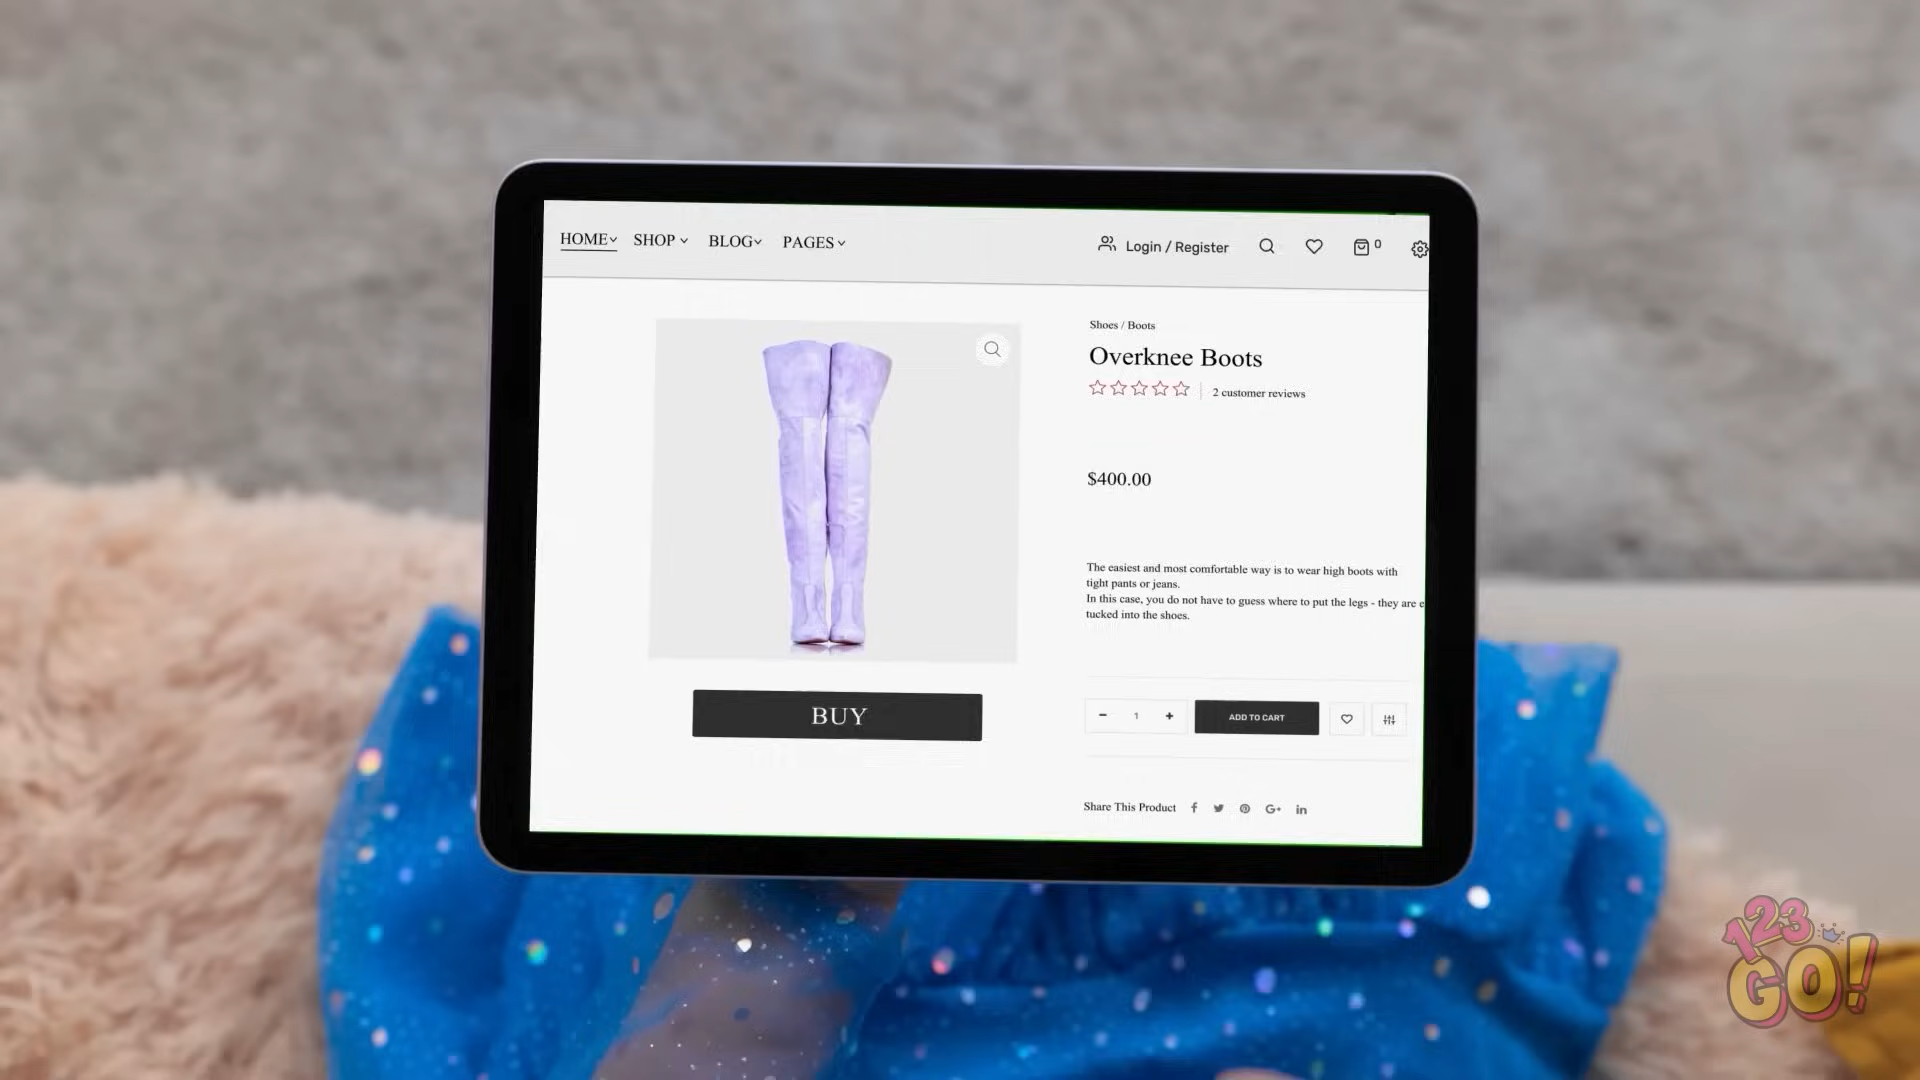 HOME SHOP BLOG PAGES Login / Register 0
Shoes / Boots
Overknee Boots
2 customer reviews
$400.00
The easiest and most comfortable way is to wear high boots with
tight pants or jeans.
In this case, you do not have to guess where to put the legs - they are
tucked into the shoes.
BUY
- 1 + ADD TO CART
Share This Product f G+ in
123
GO!